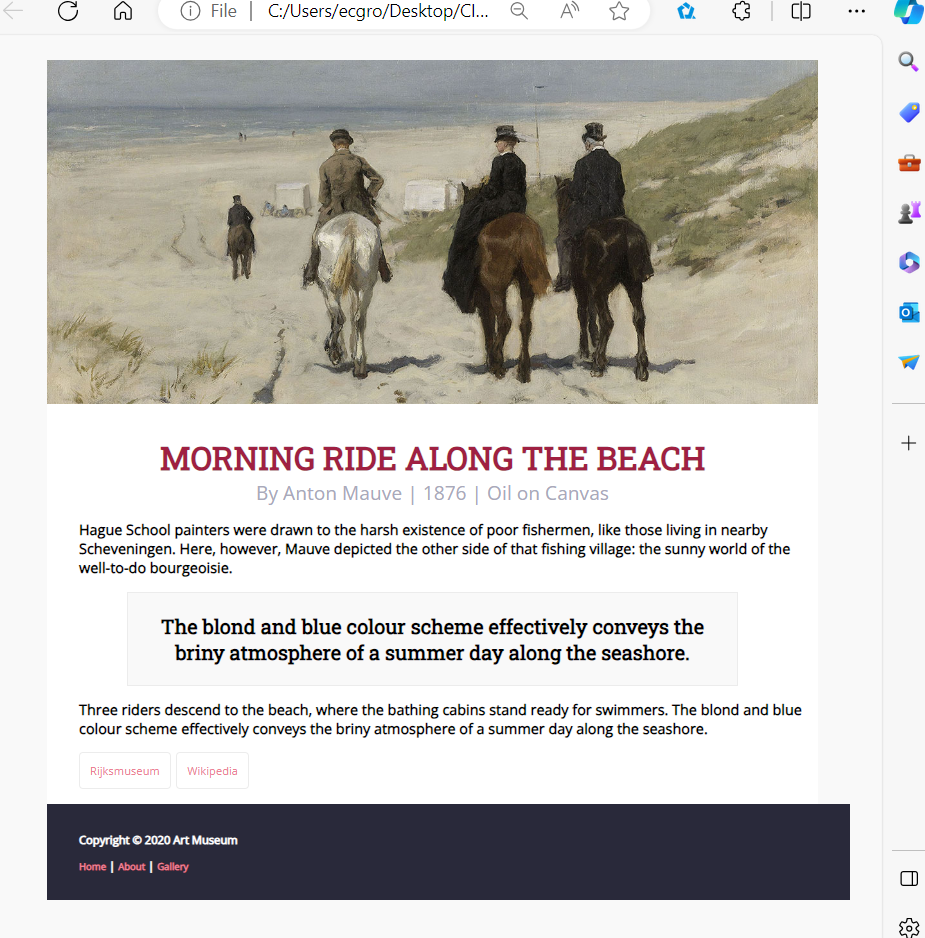 File | C:/Users/ecgro/Desktop/CI...
MORNING RIDE ALONG THE BEACH
By Anton Mauve | 1876 | Oil on Canvas
Hague School painters were drawn to the harsh existence of poor fishermen, like those living in nearby
Scheveningen. Here, however, Mauve depicted the other side of that fishing village: the sunny world of the
well-to-do bourgeoisie.
The blond and blue colour scheme effectively conveys the
briny atmosphere of a summer day along the seashore.
Three riders descend to the beach, where the bathing cabins stand ready for swimmers. The blond and blue
colour scheme effectively conveys the briny atmosphere of a summer day along the seashore.
Rijksmuseum Wikipedia
Copyright © 2020 Art Museum
Home | About | Gallery